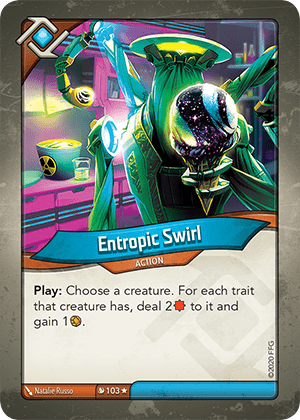 Entropic Swirl
ACTION
Play: Choose a creature. For each trait
that creature has, deal 2 to it and
gain 1.
Natalie Russo
103
©2020 FFG